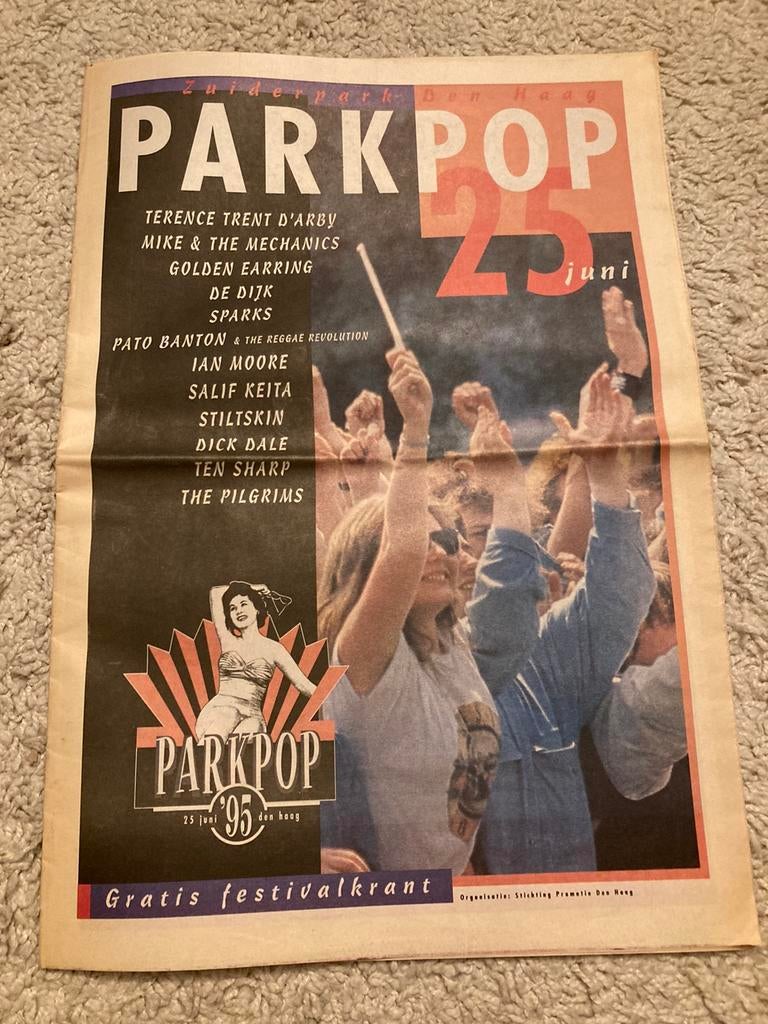 Zuiderpark Den Haag
PARKPOP
25
juni
TERENCE TRENT D'ARBY
MIKE & THE MECHANICS
GOLDEN EARRING
DE DIJK
SPARKS
PATO BANTON & THE REGGAE REVOLUTION
IAN MOORE
SALIF KEITA
STILTSKIN
DICK DALE
TEN SHARP
THE PILGRIMS
PARKPOP
25 juni '95 den haag
Gratis festivalkrant
Organisatie: Stichting Promotie Den Haag